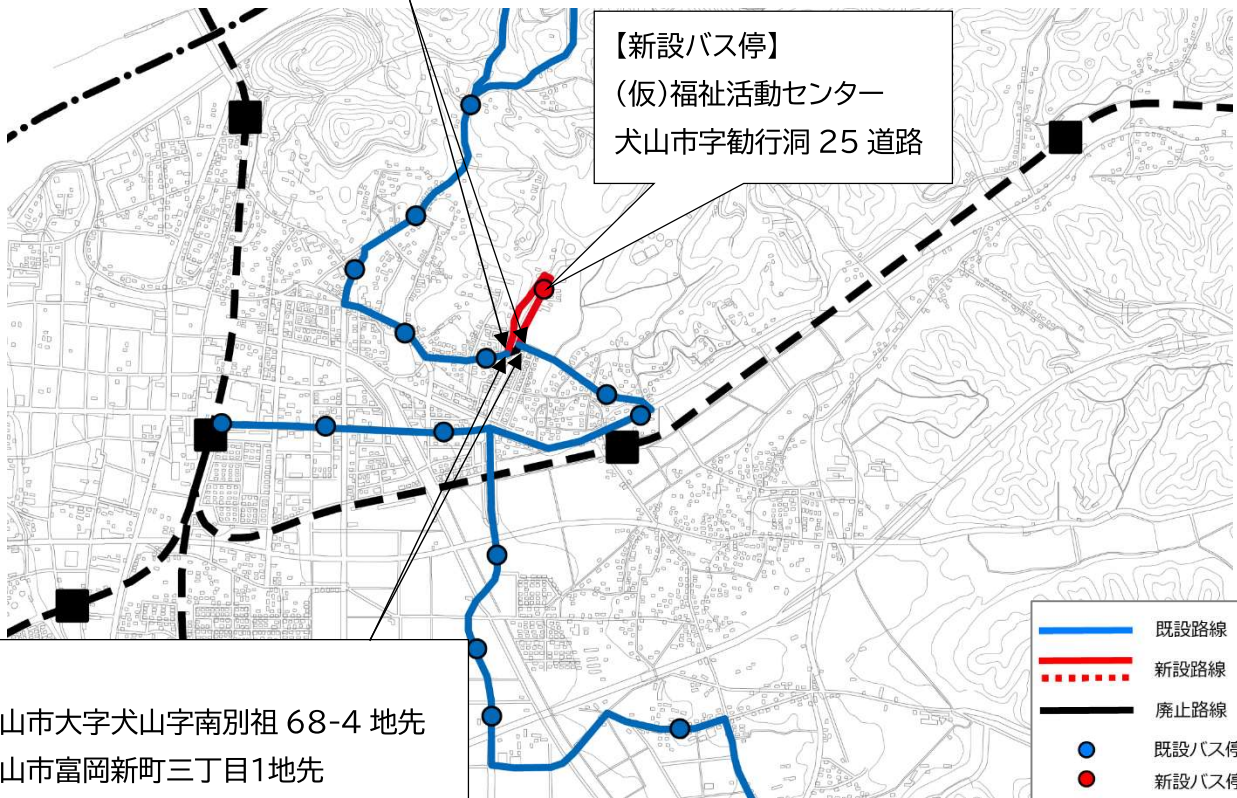 【新設バス停】
(仮)福祉活動センター
犬山市字勧行洞 25 道路
山市大字犬山字南別祖 68-4 地先
山市富岡新町三丁目1地先
既設路線
新設路線
廃止路線
既設バス停
新設バス停